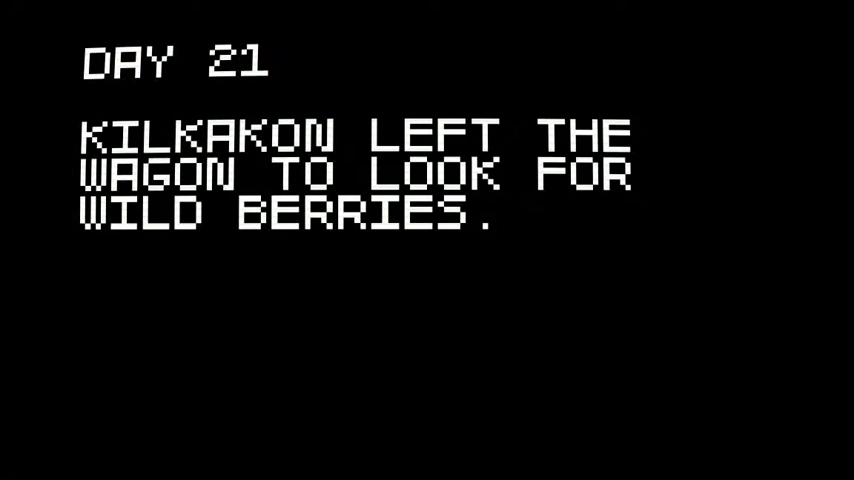 DAY 21
KILKAKON LEFT THE
WAGON TO LOOK FOR
WILD BERRIES.